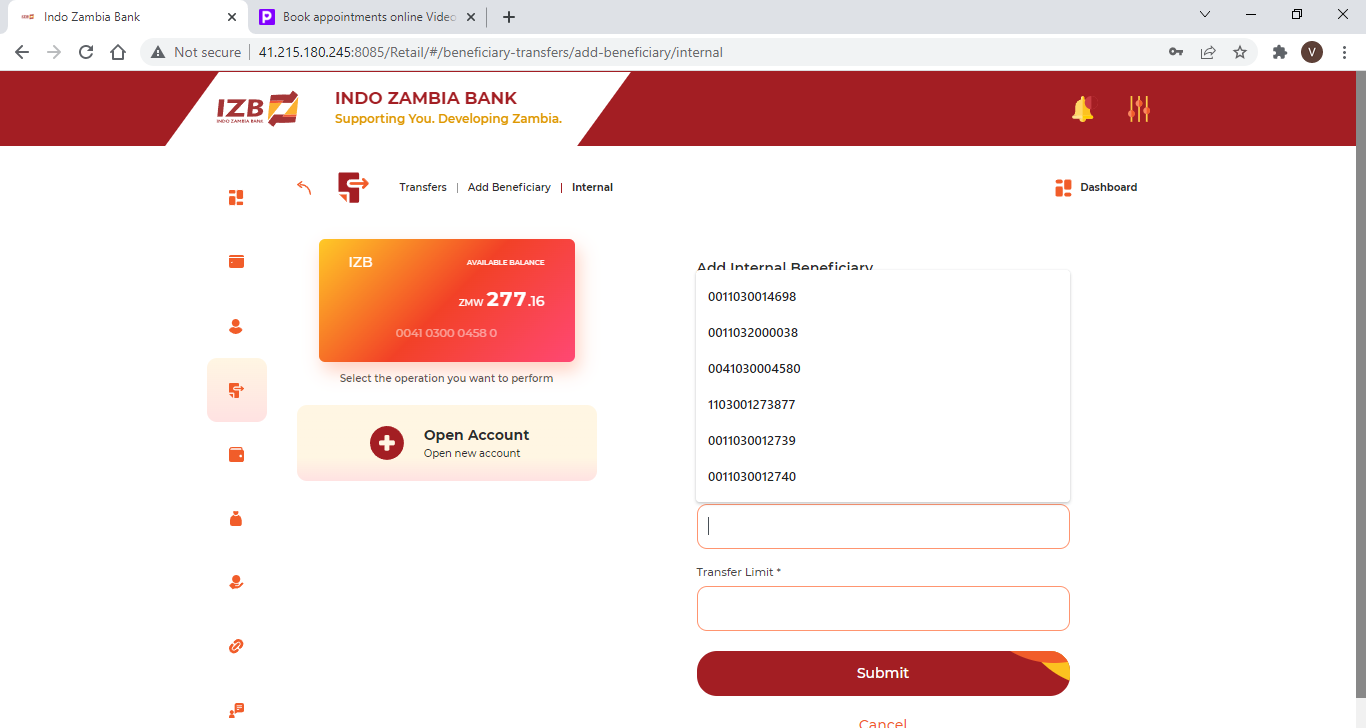 Indo Zambia Bank
Book appointments online Video
Not secure
41.215.180.245:8085/Retail/#/beneficiary-transfers/add-beneficiary/internal
V
IZB
INDO ZAMBIA BANK
INDO ZAMBIA BANK
Supporting You. Developing Zambia.
Transfers | Add Beneficiary | Internal
Dashboard
IZB
AVAILABLE BALANCE
ZMW 277.16
0041 0300 0458 0
Select the operation you want to perform
Open Account
Open new account
Add Internal Beneficiary
0011030014698
0011032000038
0041030004580
1103001273877
0011030012739
0011030012740
Transfer Limit *
Submit
Cancel